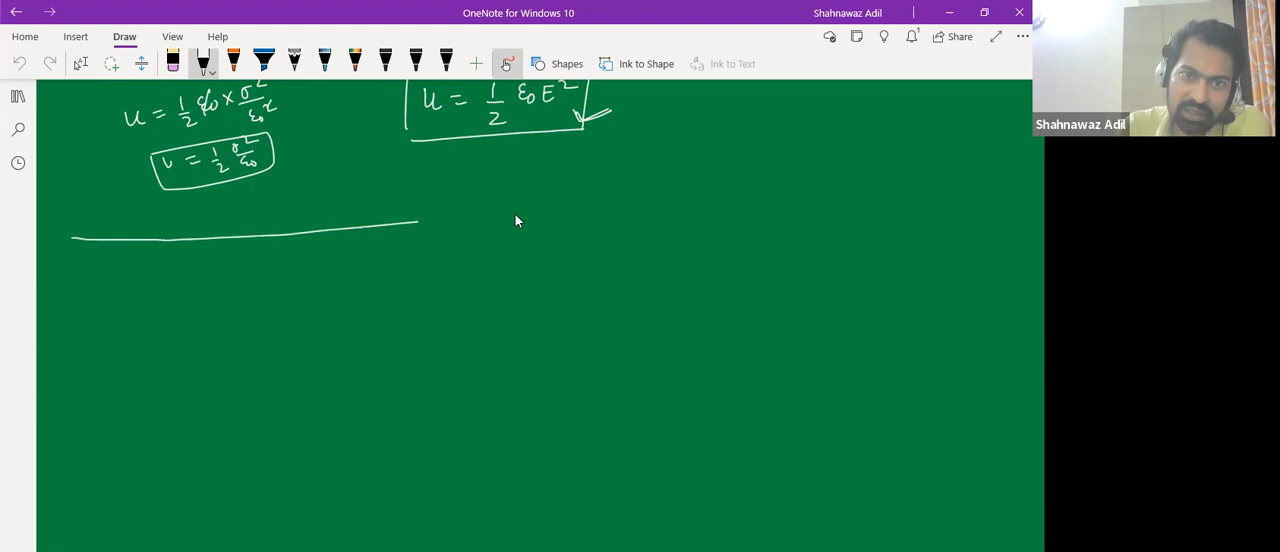 OneNote for Windows 10
Shahnawaz Adil
Home Insert Draw View Help
Share
Shapes Ink to Shape Ink to Text
Shahnawaz Adil
u = 1/2 ε0 × σ²/ε0²
u = 1/2 σ²/ε0
u = 1/2 ε0 E²